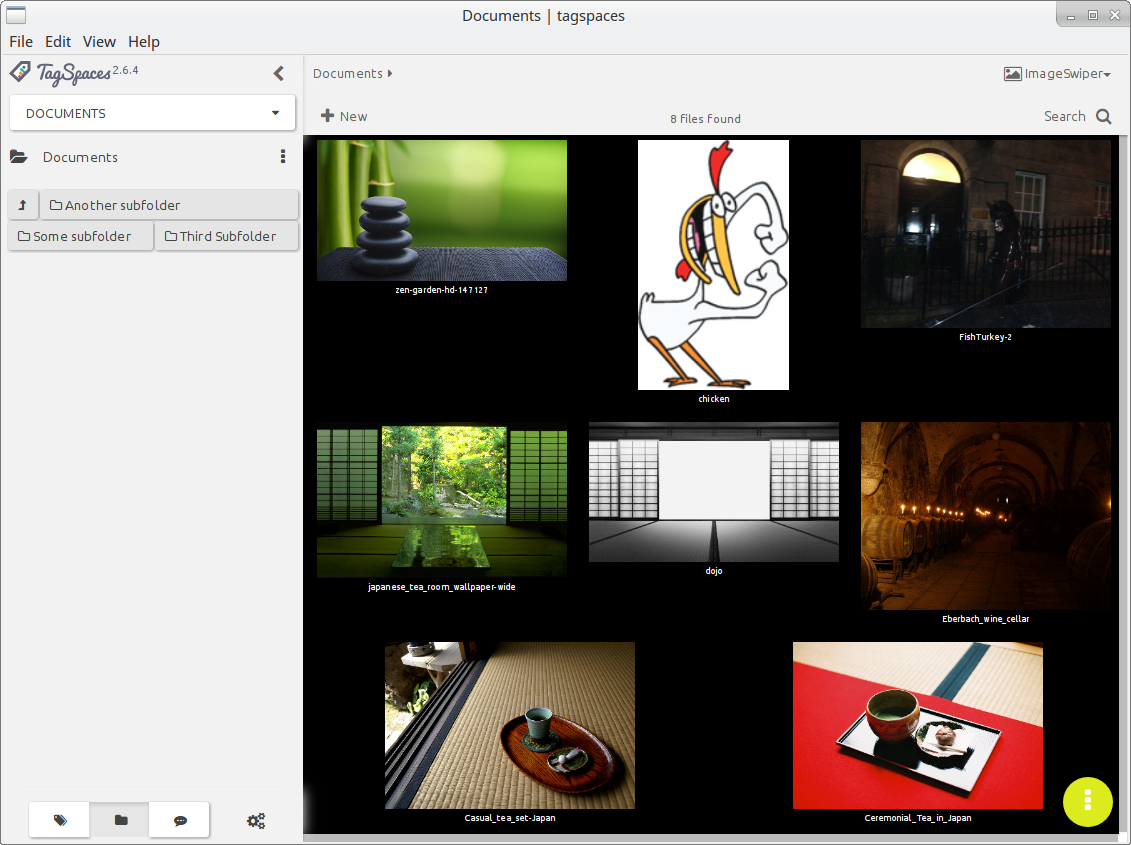 Documents | tagspaces
File Edit View Help
TagSpaces 2.6.4
Documents
ImageSwiper
DOCUMENTS
New
8 files found
Search
Documents
Another subfolder
Some subfolder
Third Subfolder
zen-garden-hd-147127
chicken
FishTurkey-2
japanese_tea_room_wallpaper-wide
dojo
Eberbach_wine_cellar
Casual_tea_set-Japan
Ceremonial_Tea_in_Japan